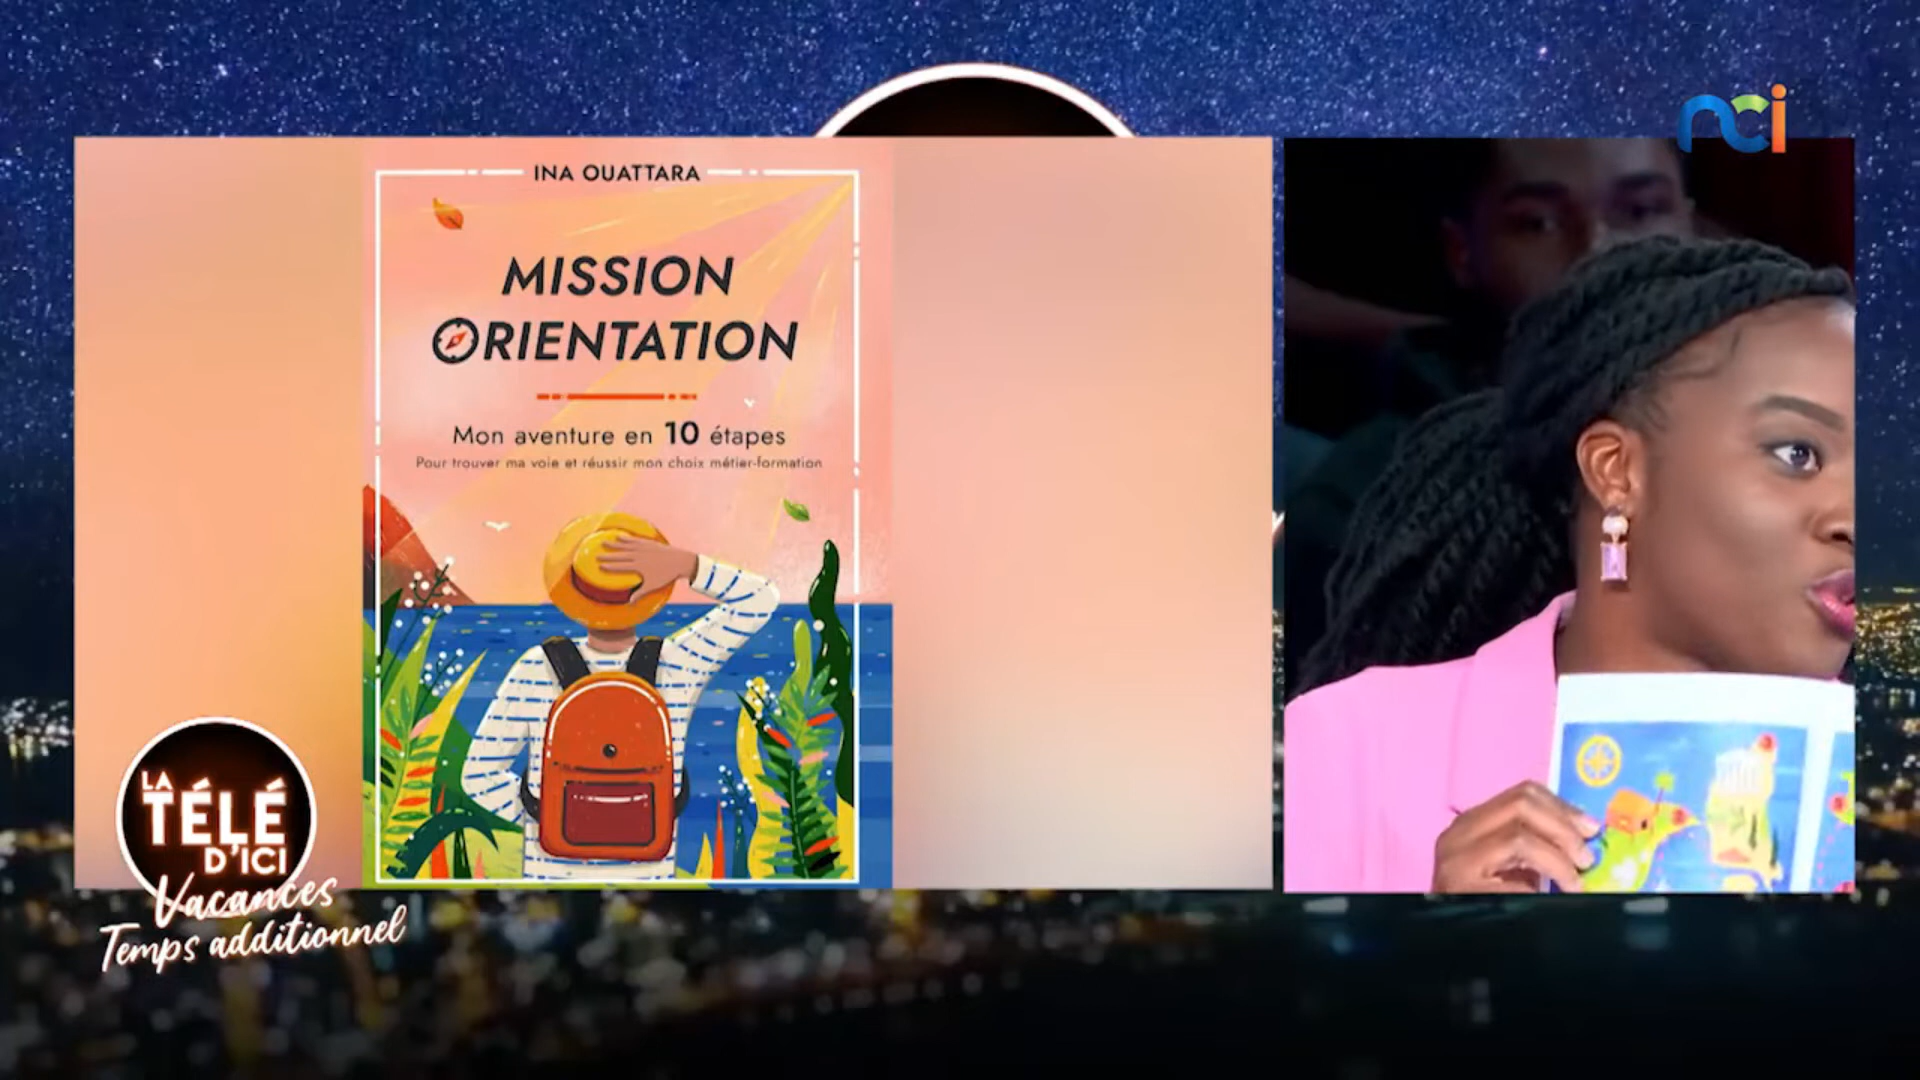 nci
INA OUATTARA
MISSION
ORIENTATION
Mon aventure en 10 étapes
Pour trouver ma voie et réussir mon choix métier-formation
LA
TÉLÉ
D'ICI
Vacances
Temps additionnel